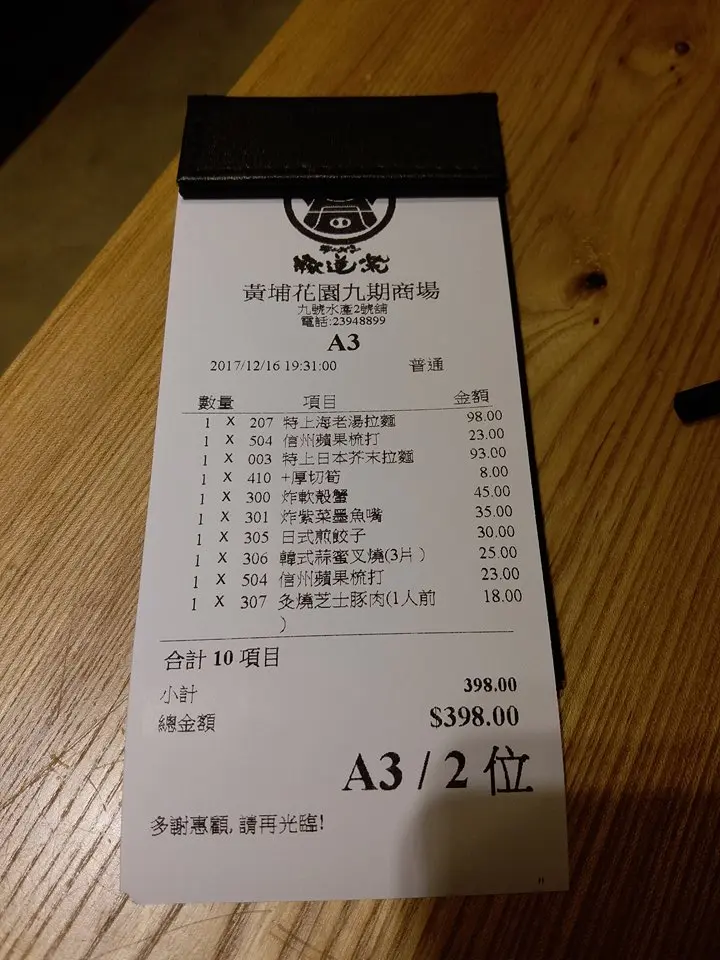 豚道楽
黃埔花園九期商場
九號水產2號舖
電話:23948899
A3
2017/12/16 19:31:00 普通
數量 項目 金額
1 X 207 特上海老湯拉麵 98.00
1 X 504 信州蘋果梳打 23.00
1 X 003 特上日本芥末拉麵 93.00
1 X 410 +厚切筍 8.00
1 X 300 炸軟殼蟹 45.00
1 X 301 炸紫菜墨魚嘴 35.00
1 X 305 日式煎餃子 30.00
1 X 306 韓式蒜蜜叉燒(3片) 25.00
1 X 504 信州蘋果梳打 23.00
1 X 307 炙燒芝士豚肉(1人前 18.00
)
合計 10 項目
小計 398.00
總金額 $398.00
A3 / 2 位
多謝惠顧, 請再光臨!